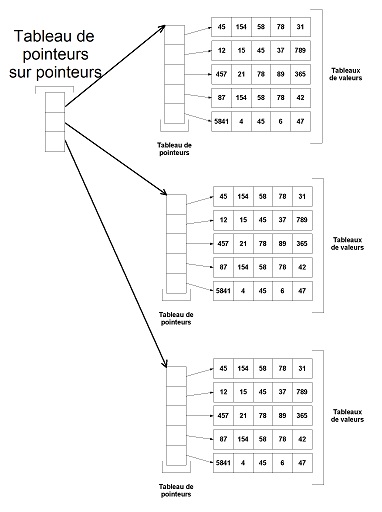 Tableau de
pointeurs
sur pointeurs
45 154 58 78 31
12 15 45 37 789
457 21 78 89 365
87 154 58 78 42
5841 4 45 6 47
Tableaux
de valeurs
Tableau de
pointeurs
45 154 58 78 31
12 15 45 37 789
457 21 78 89 365
87 154 58 78 42
5841 4 45 6 47
Tableaux
de valeurs
Tableau de
pointeurs
45 154 58 78 31
12 15 45 37 789
457 21 78 89 365
87 154 58 78 42
5841 4 45 6 47
Tableaux
de valeurs
Tableau de
pointeurs